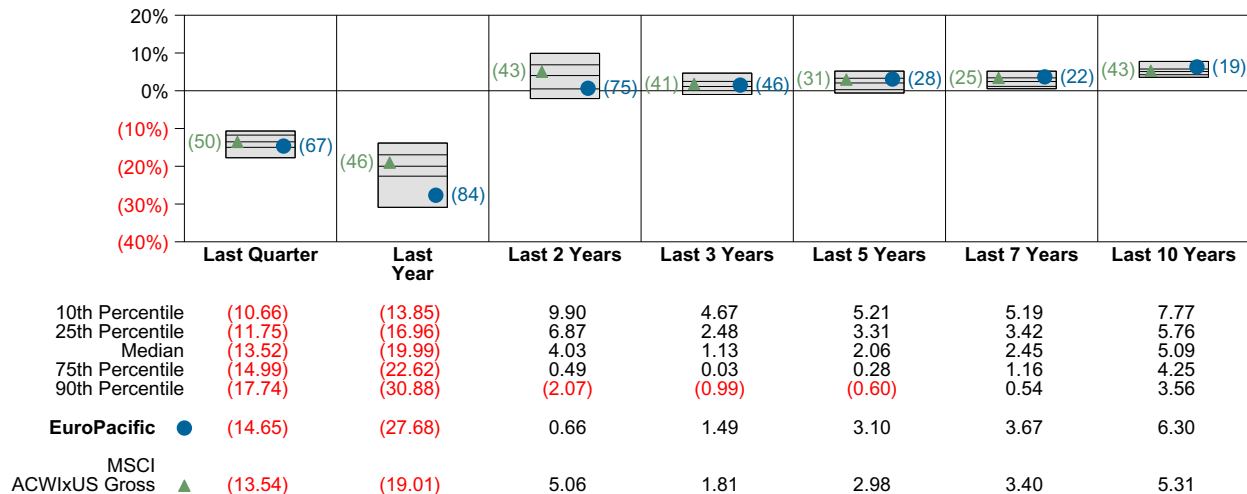 20%
10%
0%
(10%)
(20%)
(30%)
(40%)
(50) (67)
(46) (84)
(43) (75)
(41) (46)
(31) (28)
(25) (22)
(43) (19)
Last Quarter Last Year Last 2 Years Last 3 Years Last 5 Years Last 7 Years Last 10 Years
10th Percentile (10.66) (13.85) 9.90 4.67 5.21 5.19 7.77
25th Percentile (11.75) (16.96) 6.87 2.48 3.31 3.42 5.76
Median (13.52) (19.99) 4.03 1.13 2.06 2.45 5.09
75th Percentile (14.99) (22.62) 0.49 0.03 0.28 1.16 4.25
90th Percentile (17.74) (30.88) (2.07) (0.99) (0.60) 0.54 3.56
EuroPacific (14.65) (27.68) 0.66 1.49 3.10 3.67 6.30
MSCI
ACWIxUS Gross (13.54) (19.01) 5.06 1.81 2.98 3.40 5.31